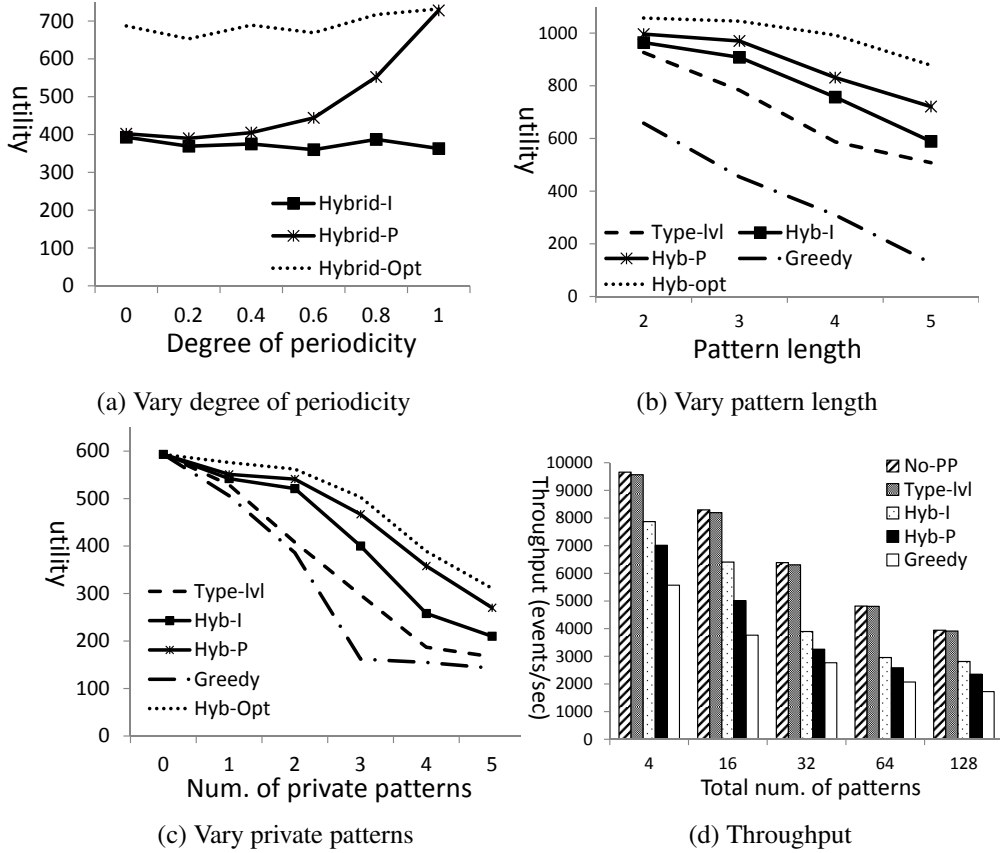 700
600
500
400
300
200
100
0
utility
0 0.2 0.4 0.6 0.8 1
Degree of periodicity
Hybrid-I
Hybrid-P
Hybrid-Opt
(a) Vary degree of periodicity
1000
800
600
400
200
0
utility
2 3 4 5
Pattern length
Type-lvl Hyb-I
Hyb-P Greedy
Hyb-opt
(b) Vary pattern length
600
500
400
300
200
100
0
utility
0 1 2 3 4 5
Num. of private patterns
Type-lvl
Hyb-I
Hyb-P
Greedy
Hyb-Opt
(c) Vary private patterns
10000
9000
8000
7000
6000
5000
4000
3000
2000
1000
0
Throughput (events/sec)
4 16 32 64 128
Total num. of patterns
No-PP
Type-lvl
Hyb-I
Hyb-P
Greedy
(d) Throughput